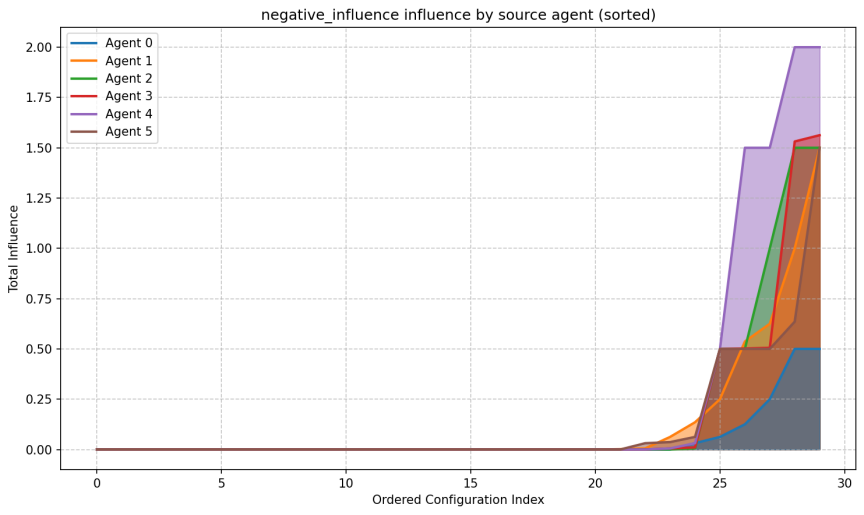 negative_influence influence by source agent (sorted)
Agent 0
Agent 1
Agent 2
Agent 3
Agent 4
Agent 5
Total Influence
2.00
1.75
1.50
1.25
1.00
0.75
0.50
0.25
0.00
0 5 10 15 20 25 30
Ordered Configuration Index